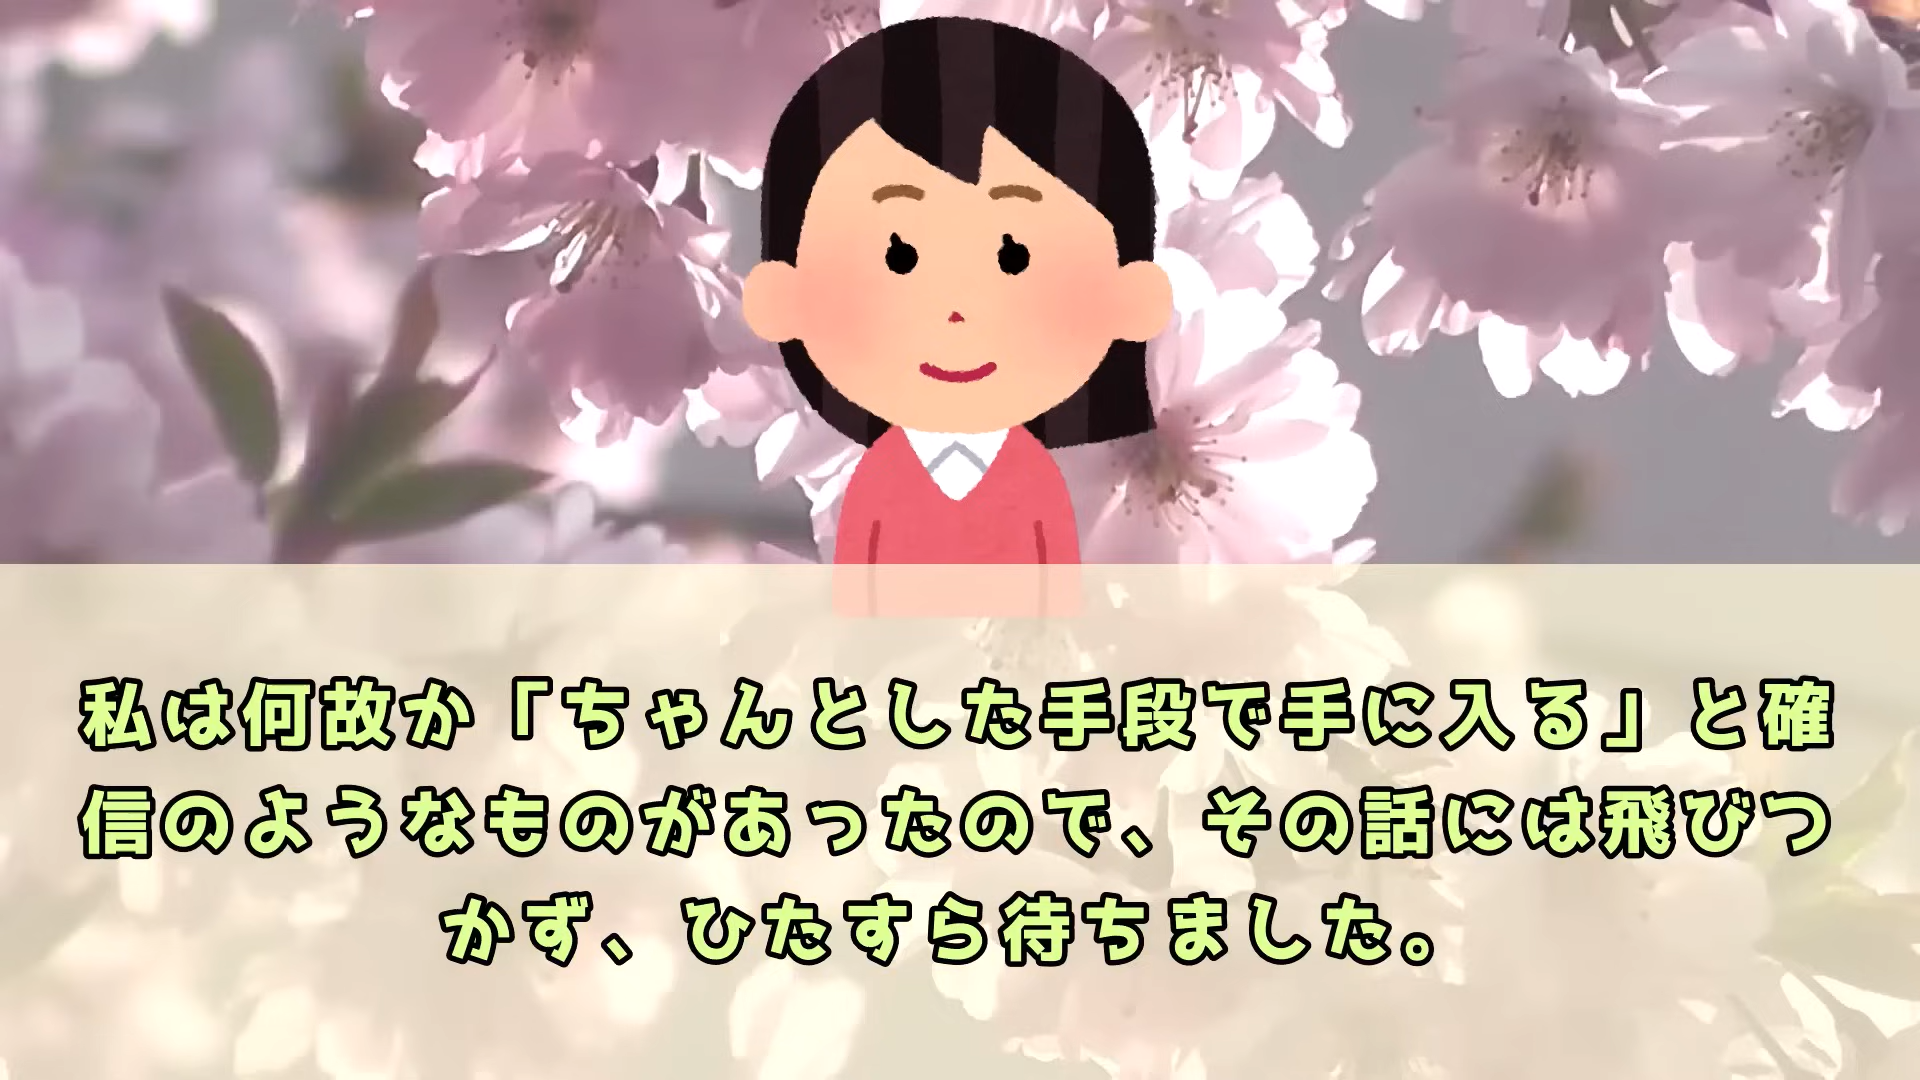 私は何故か「ちゃんとした手段で手に入る」と確
信のようなものがあったので、その話には飛びつ
かず、ひたすら待ちました。